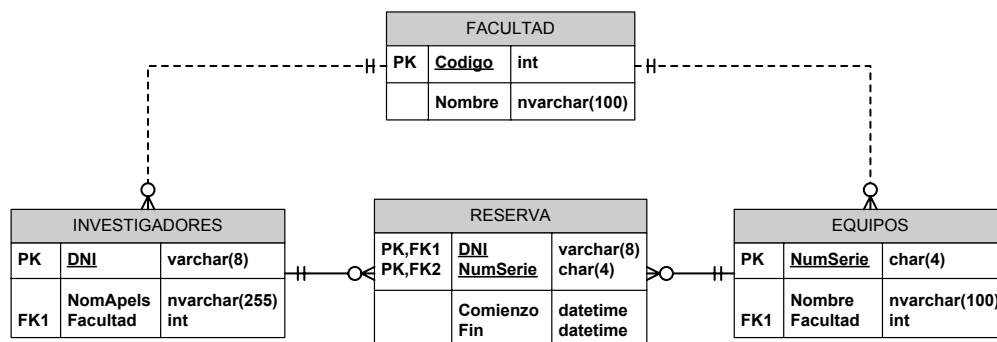 FACULTAD
PK Codigo int
Nombre nvarchar(100)
INVESTIGADORES
PK DNI varchar(8)
NomApels nvarchar(255)
FK1 Facultad int
RESERVA
PK,FK1 DNI varchar(8)
PK,FK2 NumSerie char(4)
Comienzo datetime
Fin datetime
EQUIPOS
PK NumSerie char(4)
Nombre nvarchar(100)
FK1 Facultad int